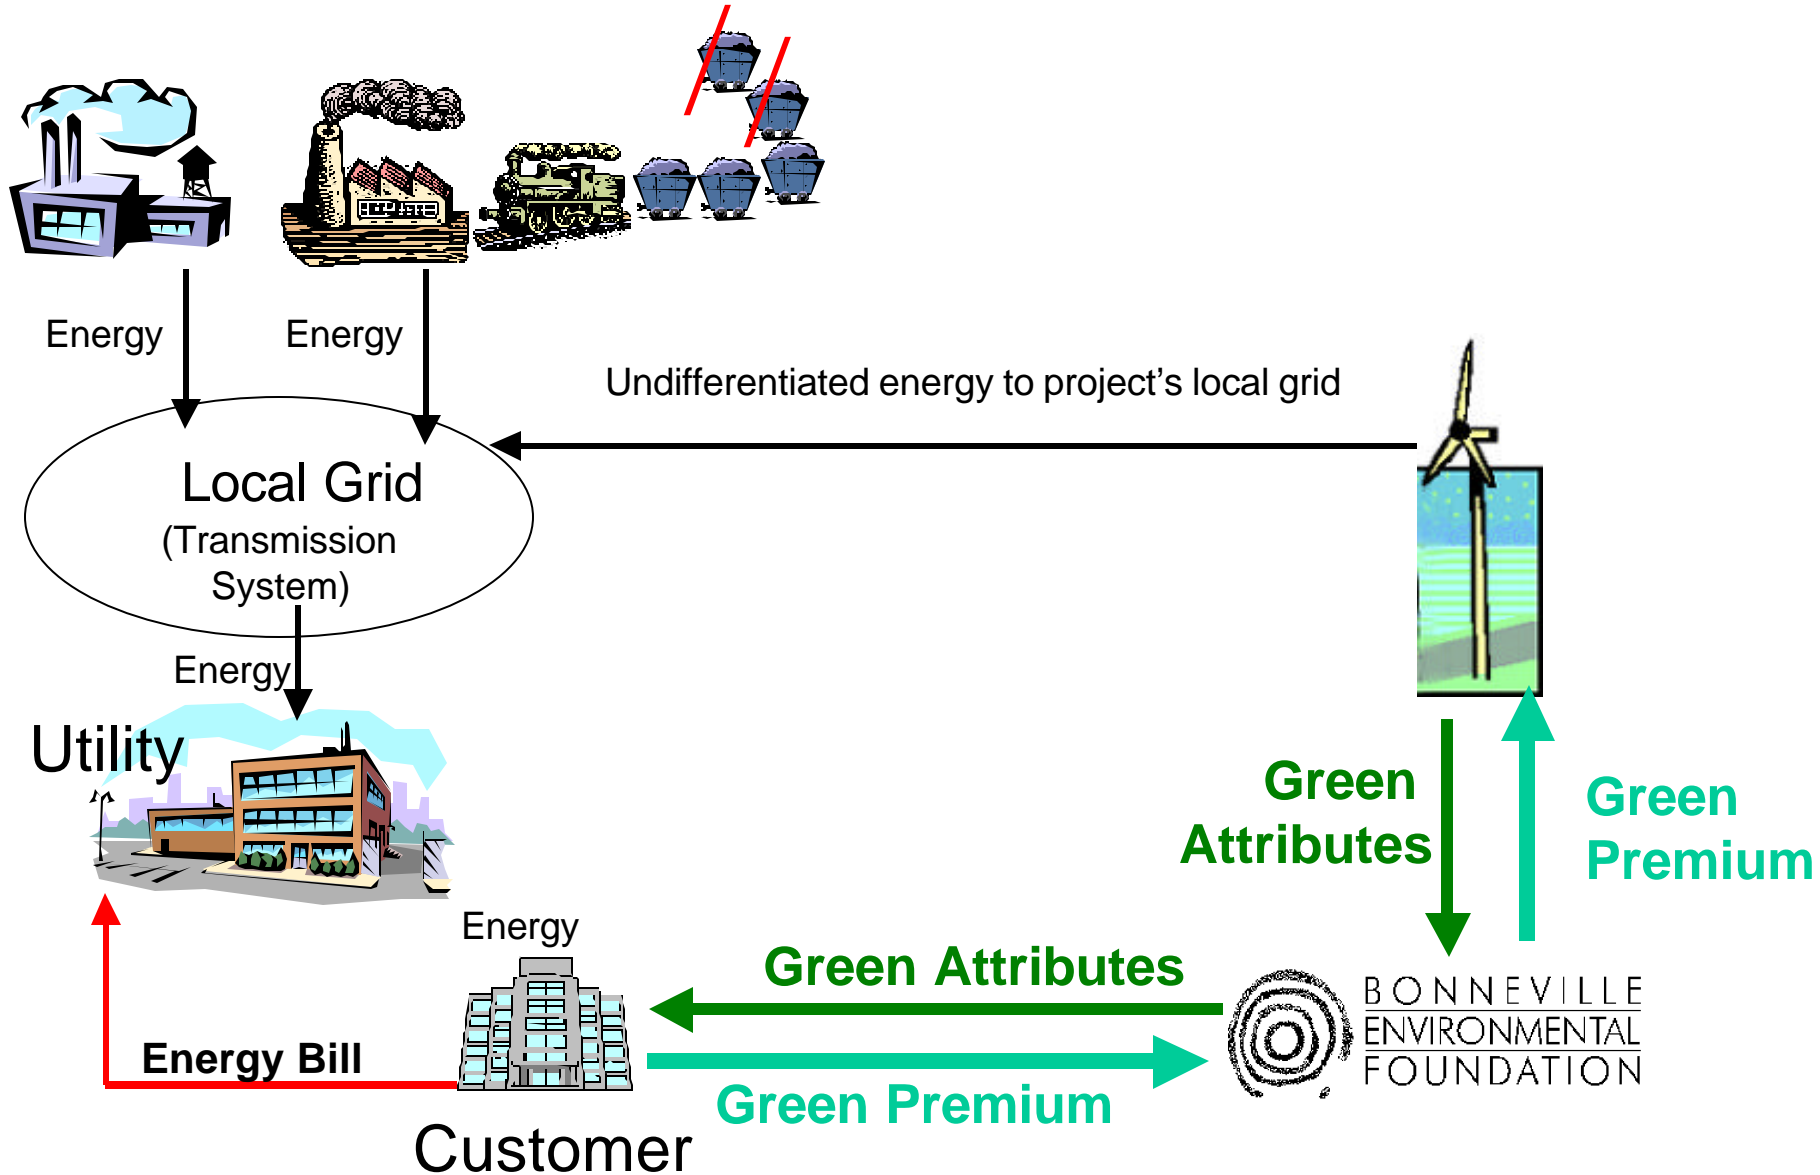 Energy
Energy
Undifferentiated energy to project's local grid
Local Grid
(Transmission
System)
Energy
Utility
Green
Attributes
Green
Premium
Energy
Green Attributes
BONNEVILLE
ENVIRONMENTAL
FOUNDATION
Energy Bill
Green Premium
Customer